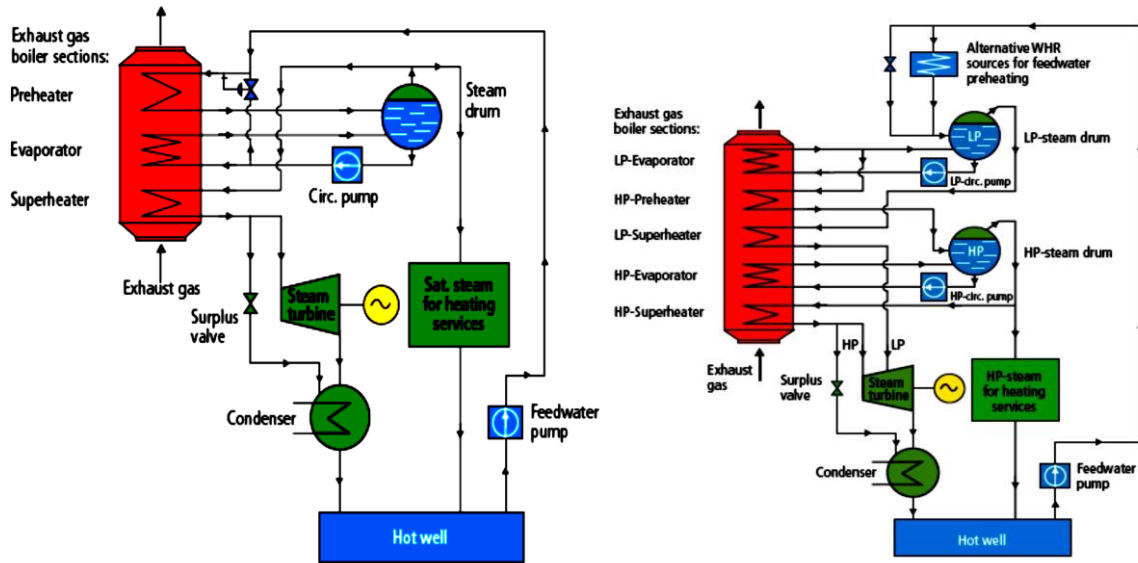 Exhaust gas
boiler sections:
Preheater
Evaporator
Superheater
Steam
drum
Circ. pump
Exhaust gas
Surplus
valve
Steam
turbine
Sat. steam
for heating
services
Condenser
Feedwater
pump
Hot well
Alternative WHR
sources for feedwater
preheating
Exhaust gas
boiler sections:
LP-Evaporator
HP-Preheater
LP-Superheater
HP-Evaporator
HP-Superheater
LP
LP-steam drum
LP-circ. pump
HP
HP-steam drum
HP-circ. pump
Exhaust
gas
HP
LP
Surplus
valve
Steam
turbine
HP-steam
for heating
services
Condenser
Feedwater
pump
Hot well